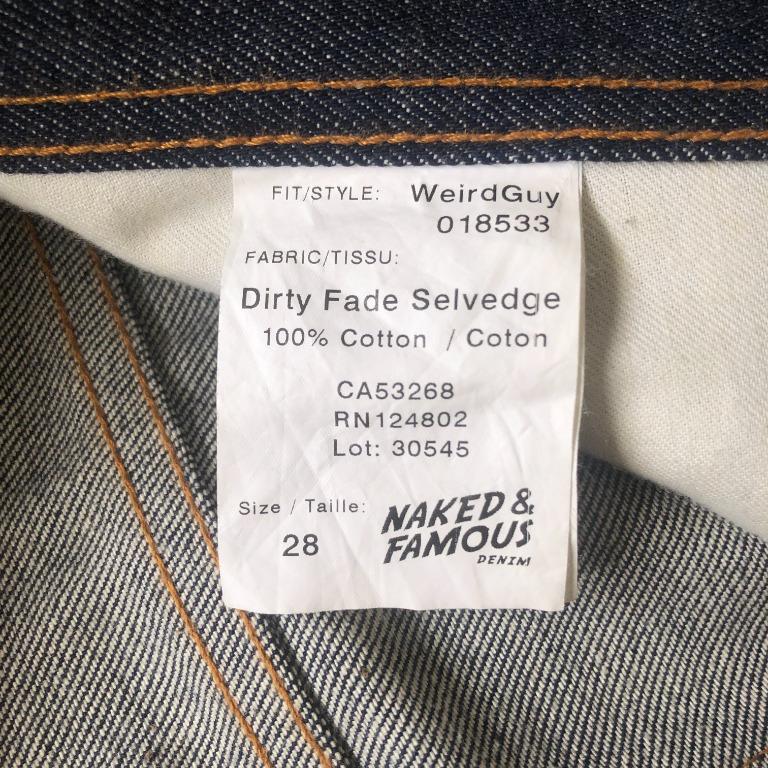 FIT/STYLE: WeirdGuy
018533
FABRIC/TISSU:
Dirty Fade Selvedge
100% Cotton / Coton
CA53268
RN124802
Lot: 30545
Size / Taille:
28
NAKED &
FAMOUS
DENIM